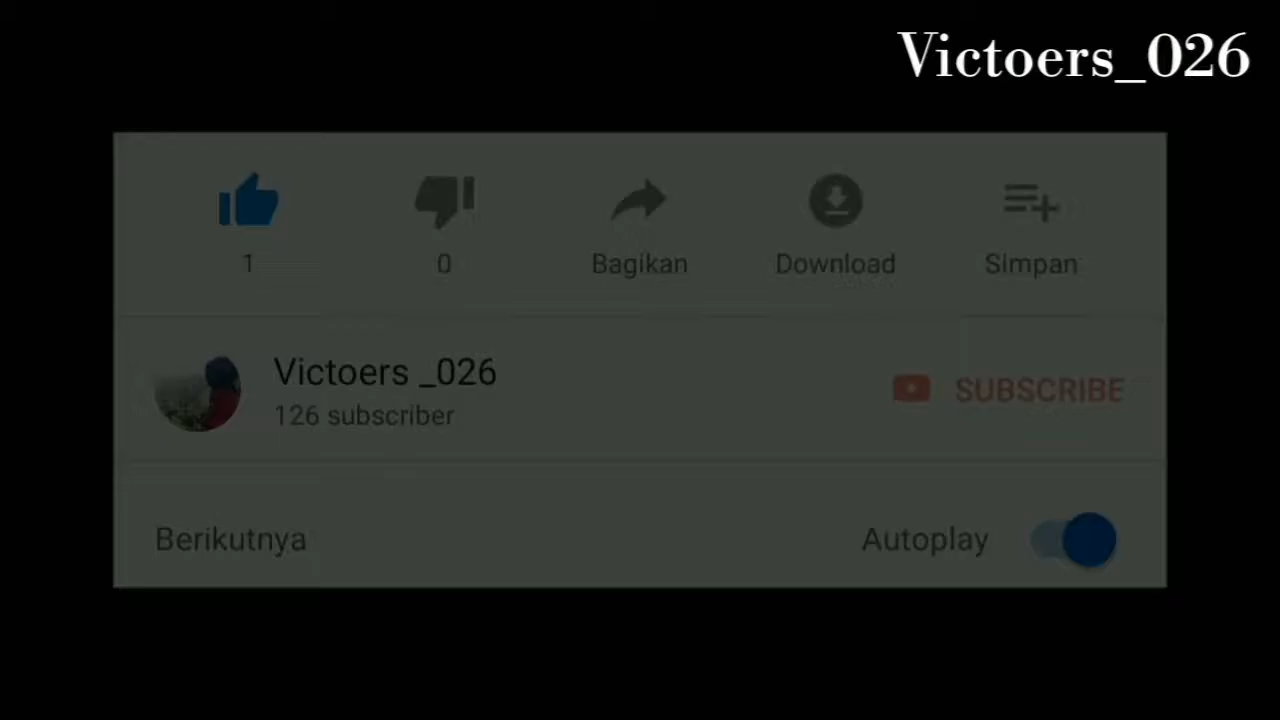 Victoers_026
1 0 Bagikan Download Simpan
Victoers _026
126 subscriber
SUBSCRIBE
Berikutnya Autoplay